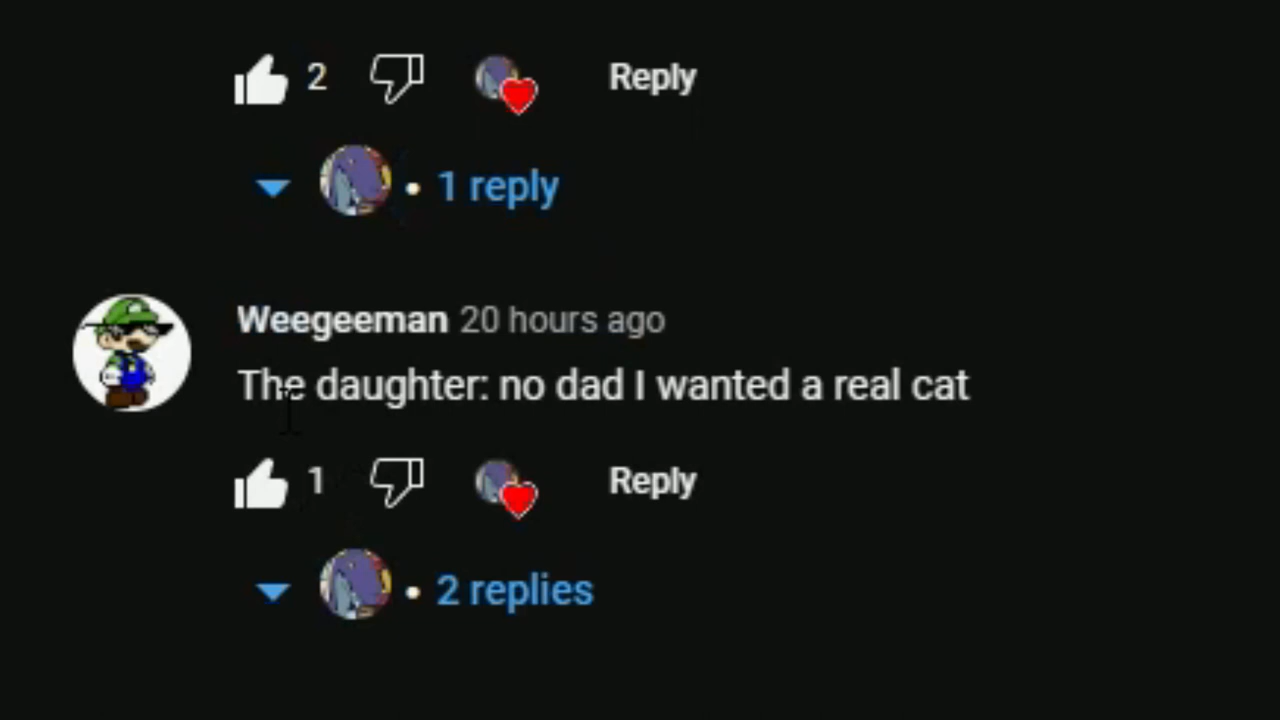 2 Reply
• 1 reply
Weegeeman 20 hours ago
The daughter: no dad I wanted a real cat
1 Reply
• 2 replies